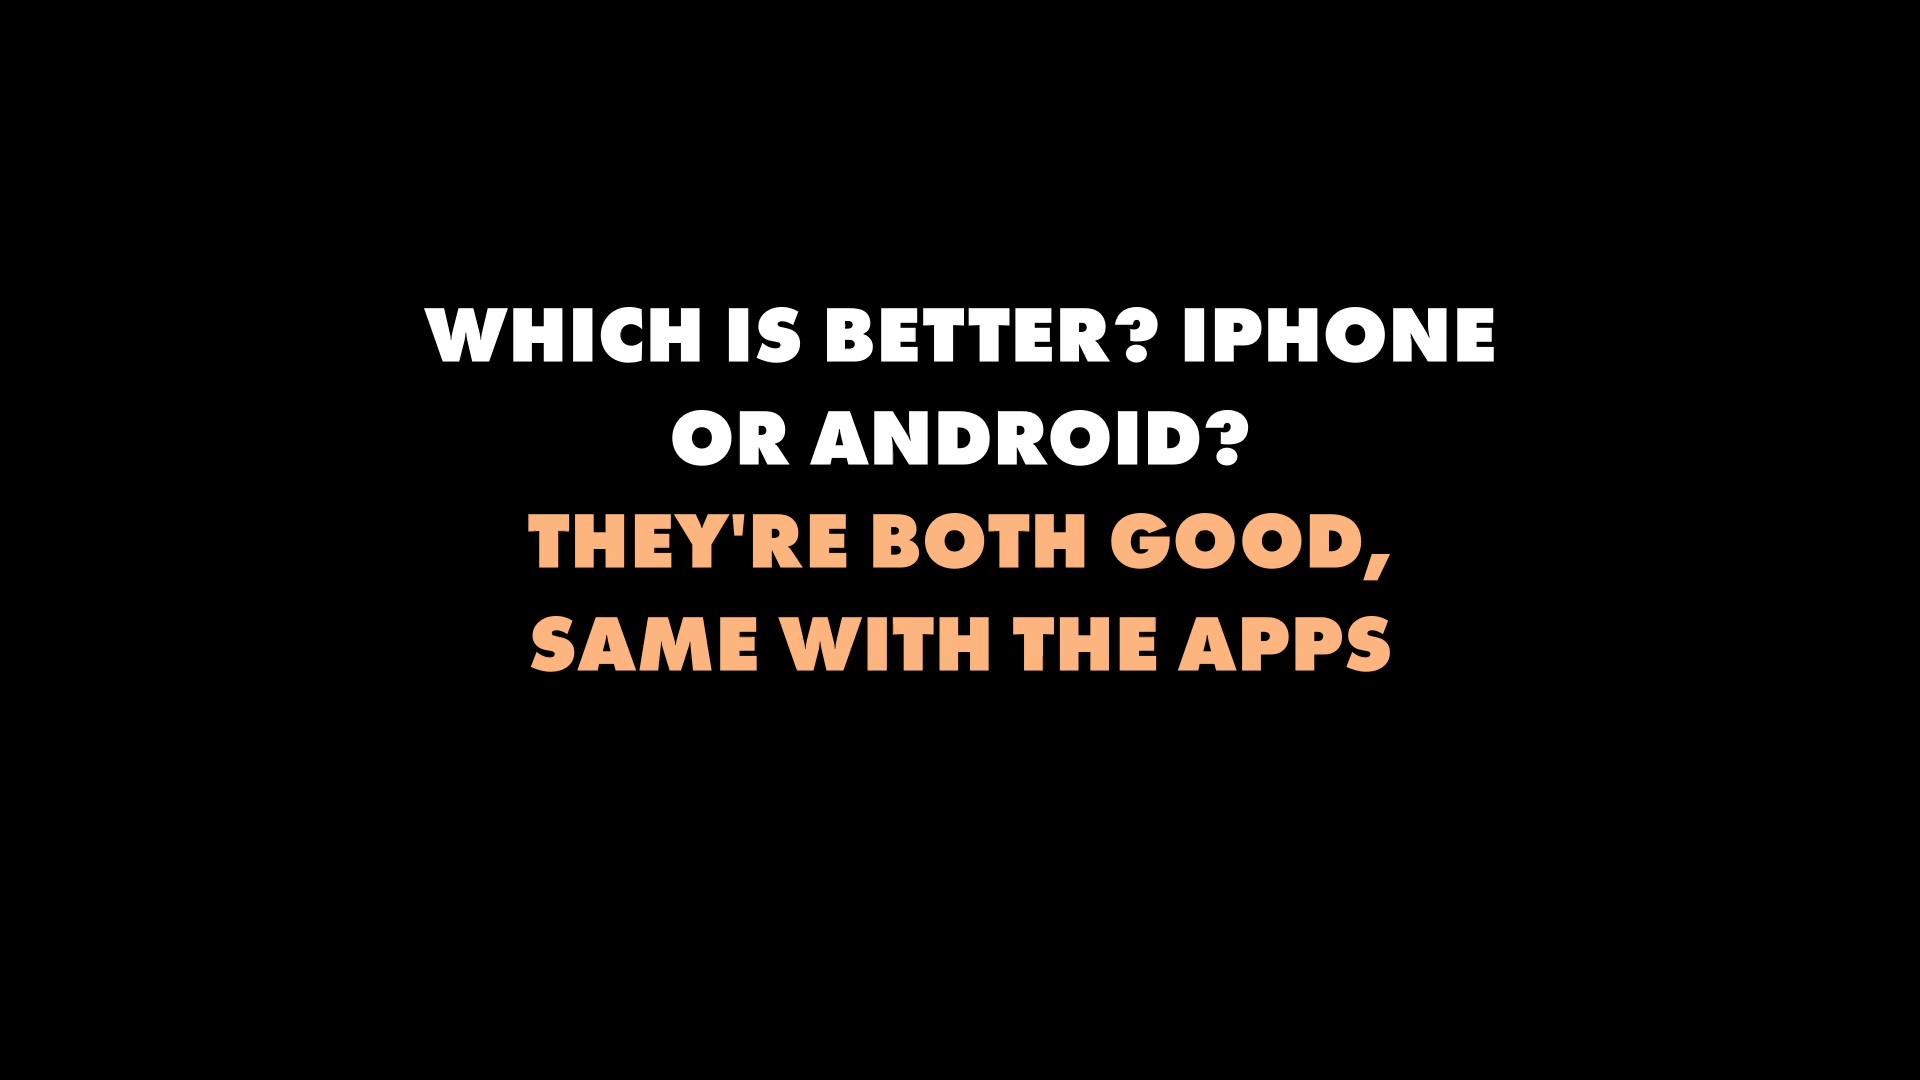 WHICH IS BETTER? IPHONE
OR ANDROID?
THEY'RE BOTH GOOD,
SAME WITH THE APPS